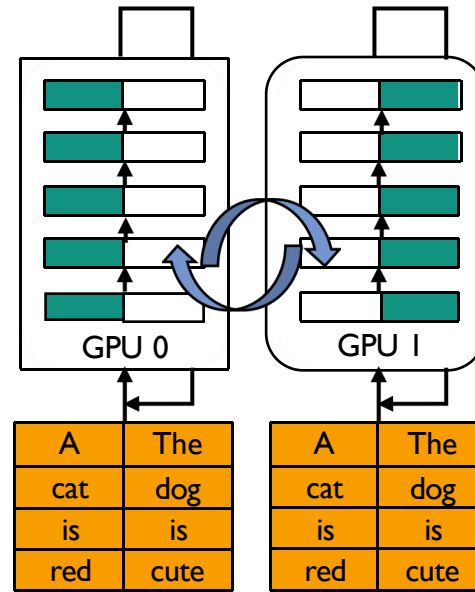 GPU 0
GPU 1
A The
cat dog
is is
red cute
A The
cat dog
is is
red cute